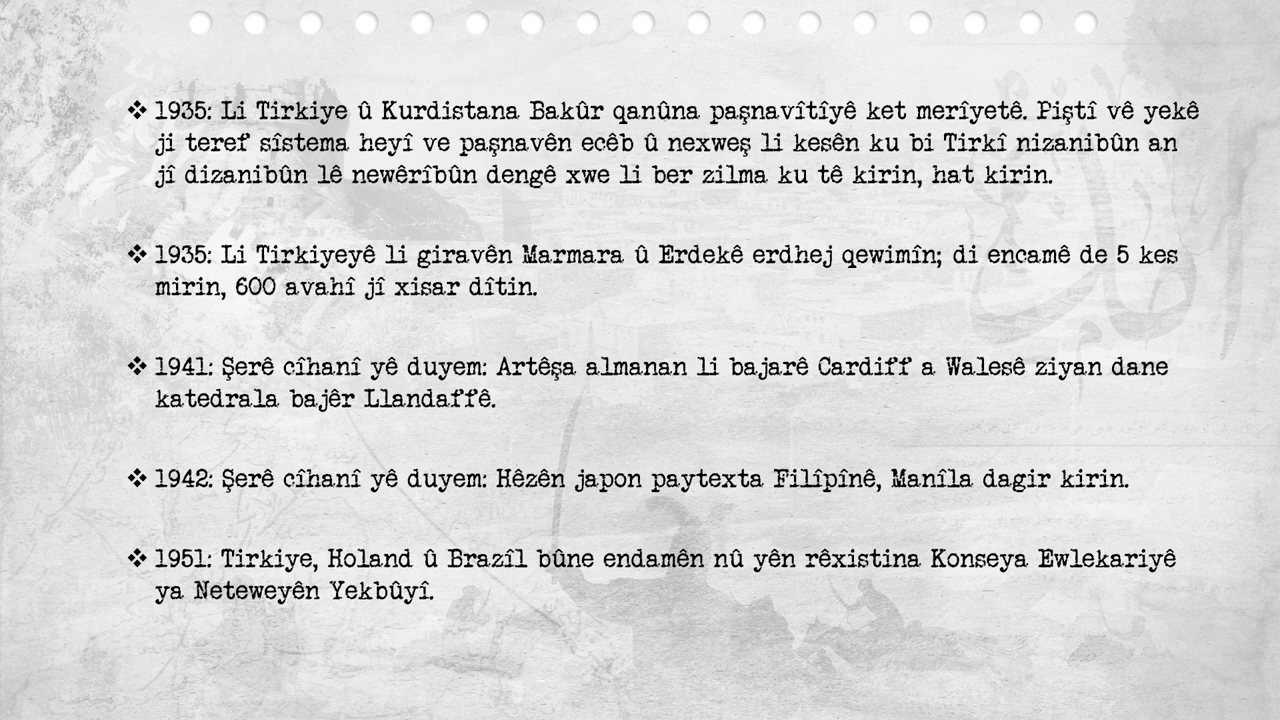 ❖ 1935: Li Tirkiye û Kurdistana Bakûr qanûna paşnavîtîyê ket merîyetê. Piştî vê yekê
ji teref sîstema heyî ve paşnavên ecêb û nexweş li kesên ku bi Tirkî nizanibûn an
jî dizanibûn lê newêrîbûn dengê xwe li ber zilma ku tê kirin, hat kirin.
❖ 1935: Li Tirkiyeyê li giravên Marmara û Erdekê erdhej qewimîn; di encamê de 5 kes
mirin, 600 avahî jî xisar dîtin.
❖ 1941: Şerê cîhanî yê duyem: Artêşa almanan li bajarê Cardiff a Walesê ziyan dane
katedrala bajêr Llandaffê.
❖ 1942: Şerê cîhanî yê duyem: Hêzên japon paytexta Filîpînê, Manîla dagir kirin.
❖ 1951: Tirkiye, Holand û Brazîl bûne endamên nû yên rêxistina Konseya Ewlekariyê
ya Neteweyên Yekbûyî.